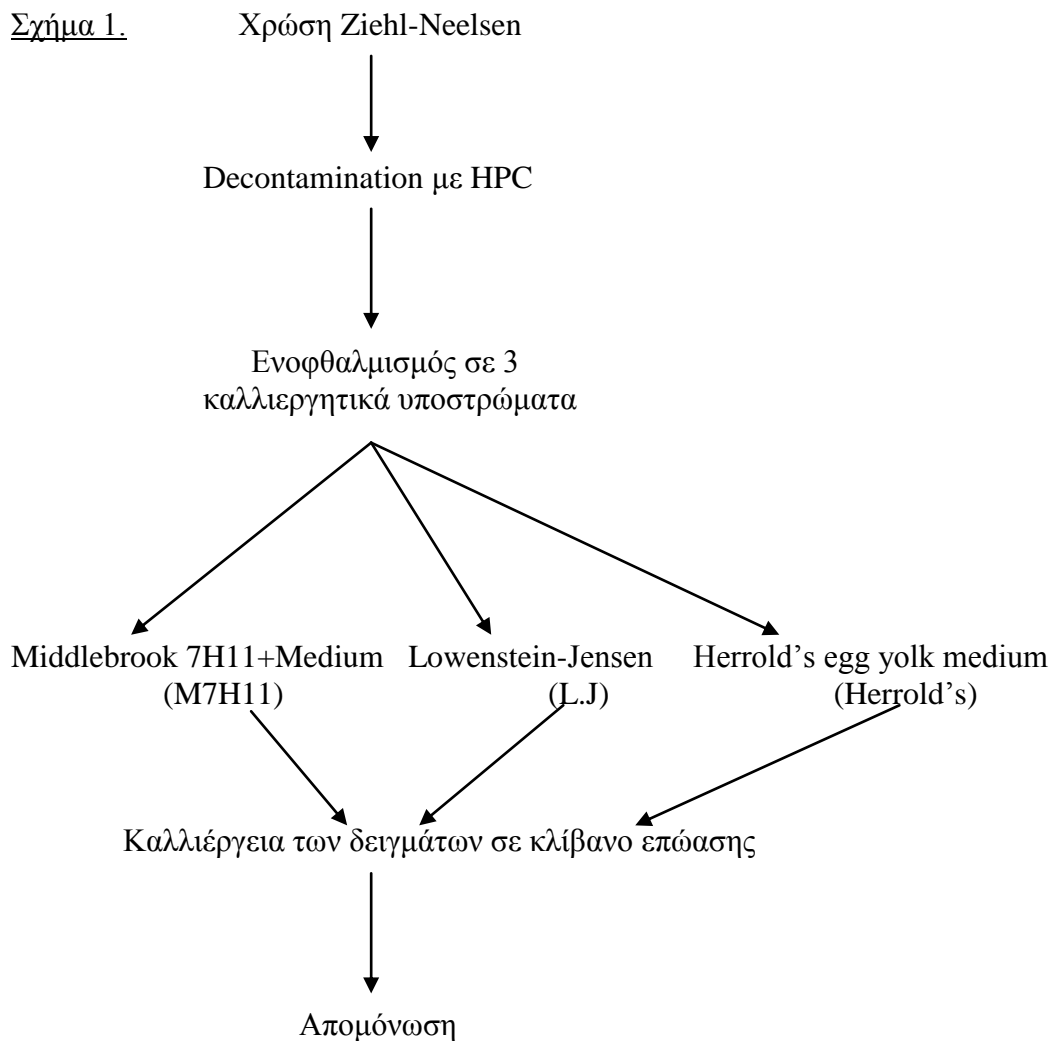 Σχήμα 1. Χρώση Ziehl-Neelsen
Decontamination με HPC
Ενοφθαλμισμός σε 3
καλλιεργητικά υποστρώματα
Middlebrook 7H11+Medium Lowenstein-Jensen Herrold’s egg yolk medium
(M7H11) (L.J) (Herrold’s)
Καλλιέργεια των δειγμάτων σε κλίβανο επώασης
Απομόνωση